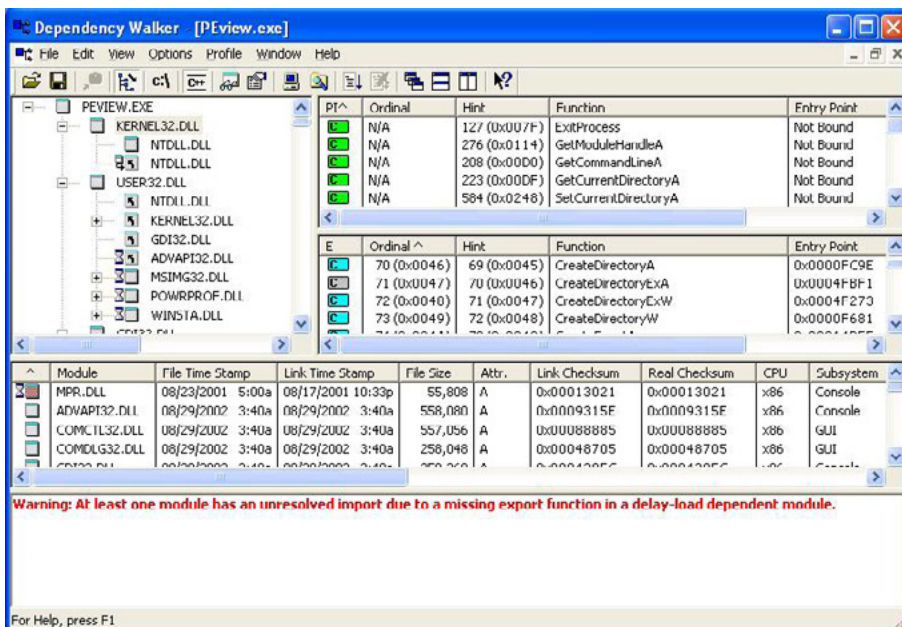 Dependency Walker - [PEview.exe]
File Edit View Options Profile Window Help
c:\ C++
PEVIEW.EXE
KERNEL32.DLL
NTDLL.DLL
NTDLL.DLL
USER32.DLL
NTDLL.DLL
KERNEL32.DLL
GDI32.DLL
ADVAPI32.DLL
MSIMG32.DLL
POWRPROF.DLL
WINSTA.DLL
GDI32.DLL
PI^ Ordinal Hint Function Entry Point
C N/A 127 (0x007F) ExitProcess Not Bound
C N/A 276 (0x0114) GetModuleHandleA Not Bound
C N/A 208 (0x00D0) GetCommandLineA Not Bound
C N/A 223 (0x00DF) GetCurrentDirectoryA Not Bound
C N/A 584 (0x0248) SetCurrentDirectoryA Not Bound
E Ordinal ^ Hint Function Entry Point
C 70 (0x0046) 69 (0x0045) CreateDirectoryA 0x0000FC9E
C 71 (0x0047) 70 (0x0046) CreateDirectoryExA 0x0004FBF1
C 72 (0x0048) 71 (0x0047) CreateDirectoryExW 0x0004F273
C 73 (0x0049) 72 (0x0048) CreateDirectoryW 0x0000F681
^ Module File Time Stamp Link Time Stamp File Size Attr. Link Checksum Real Checksum CPU Subsystem
MPR.DLL 08/23/2001 5:00a 08/17/2001 10:33p 55,808 A 0x00013021 0x00013021 x86 Console
ADVAPI32.DLL 08/29/2002 3:40a 08/29/2002 3:40a 558,080 A 0x0009315E 0x0009315E x86 Console
COMCTL32.DLL 08/29/2002 3:40a 08/29/2002 3:40a 557,056 A 0x00088885 0x00088885 x86 GUI
COMDLG32.DLL 08/29/2002 3:40a 08/29/2002 3:40a 258,048 A 0x00048705 0x00048705 x86 GUI
Warning: At least one module has an unresolved import due to a missing export function in a delay-load dependent module.
For Help, press F1